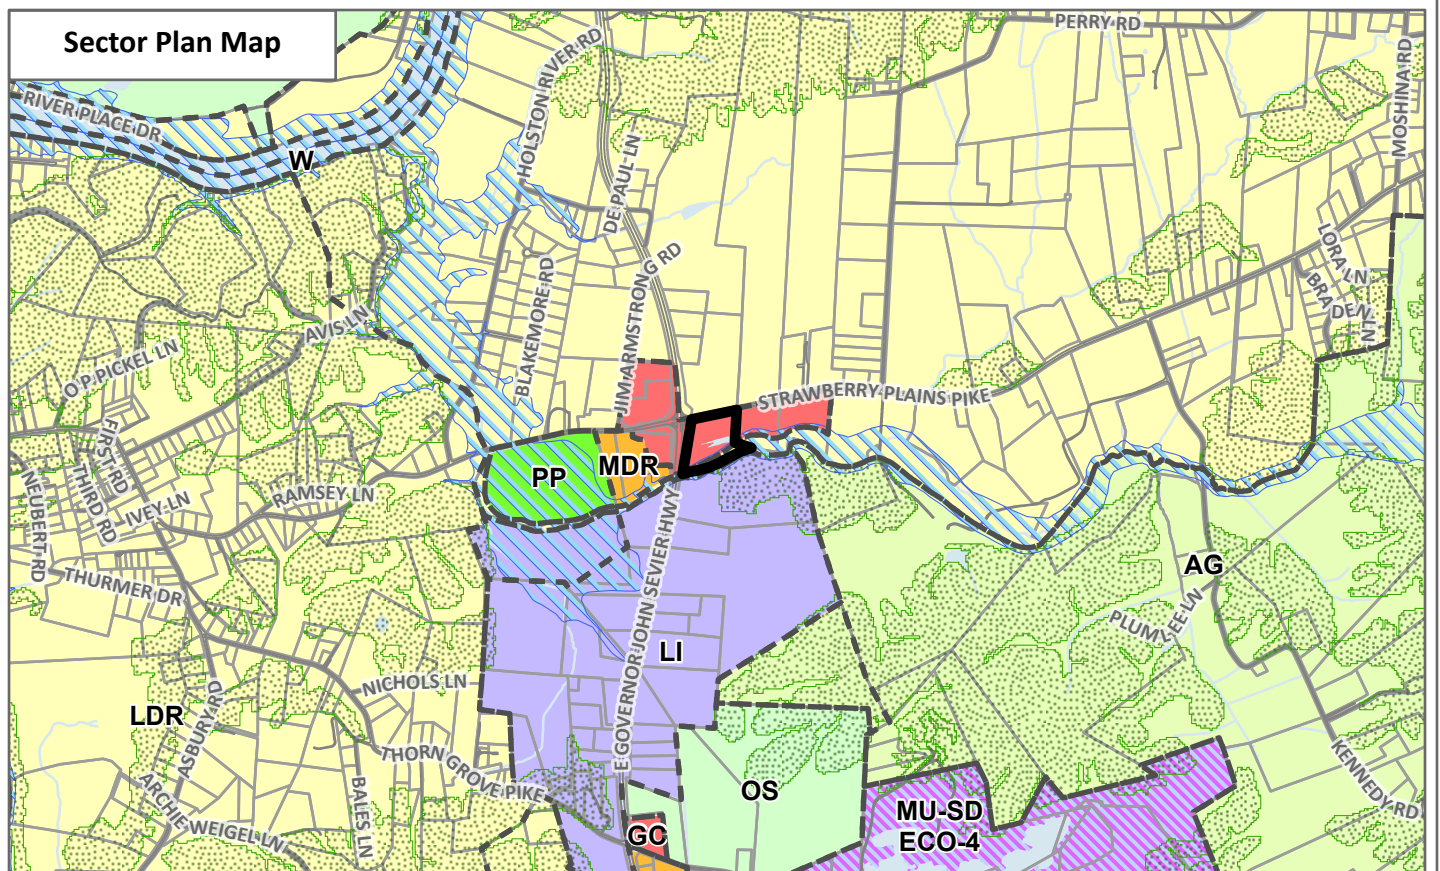 Sector Plan Map
PERRY RD
MOSHINA RD
HOLSTON RIVER RD
RIVER PLACE DR
W
DE PAUL LN
LORA LN
BRADEN
LN
JIM ARMSTRONG RD
BLAKEMORE RD
AVIS LN
O P PICKEL LN
STRAWBERRY PLAINS PIKE
FIRST RD
THIRD RD
NEUBERT RD
IVEY LN
RAMSEY LN
PP
MDR
THURMER DR
E GOVERNOR JOHN SEVIER HWY
AG
PLUMLEE LN
LI
NICHOLS LN
LDR
ASBURY RD
THORN GROVE PIKE
BALES LN
ARCHIE WEIGEL LN
KENNEDY RD
OS
MU-SD
ECO-4
GC